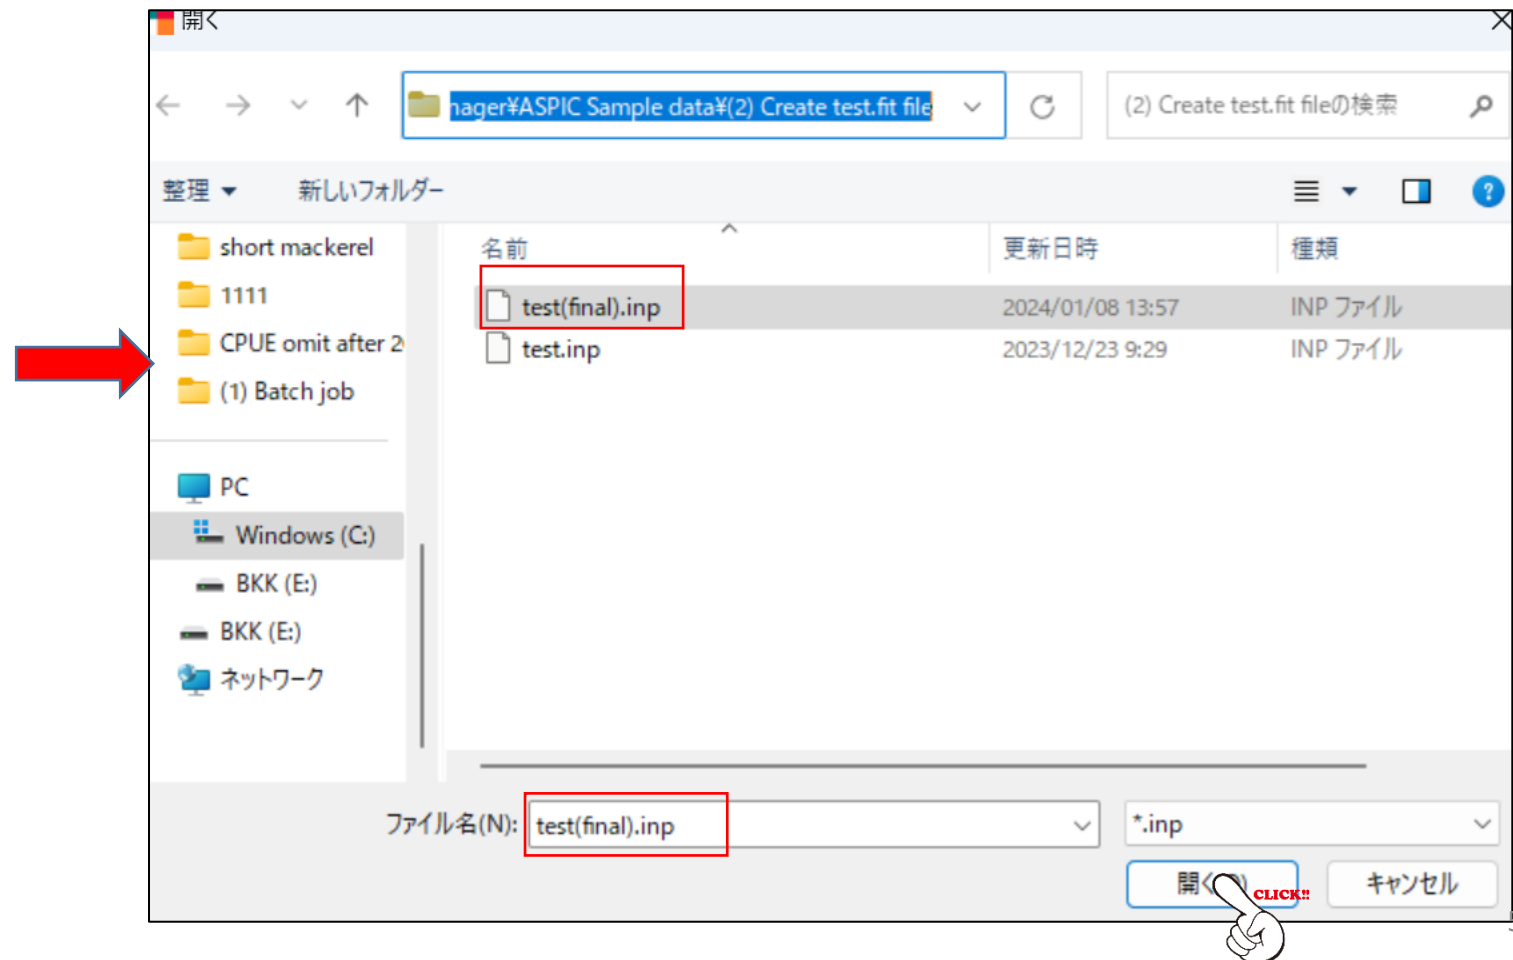 開く
nager¥ASPIC Sample data¥(2) Create test.fit file
(2) Create test.fit fileの検索
整理
新しいフォルダー
short mackerel
1111
CPUE omit after 2
(1) Batch job
PC
Windows (C:)
BKK (E:)
BKK (E:)
ネットワーク
名前 更新日時 種類
test(final).inp 2024/01/08 13:57 INP ファイル
test.inp 2023/12/23 9:29 INP ファイル
ファイル名(N): test(final).inp
*.inp
開く
キャンセル
CLICK!!